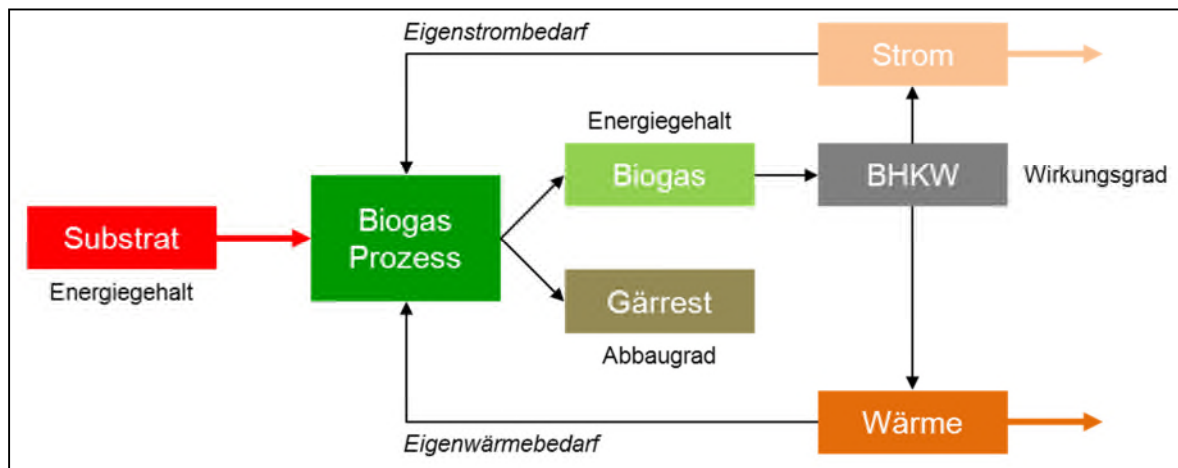 Eigenstrombedarf
Strom
Energiegehalt
Biogas
BHKW
Wirkungsgrad
Substrat
Energiegehalt
Biogas
Prozess
Gärrest
Abbaugrad
Wärme
Eigenwärmebedarf